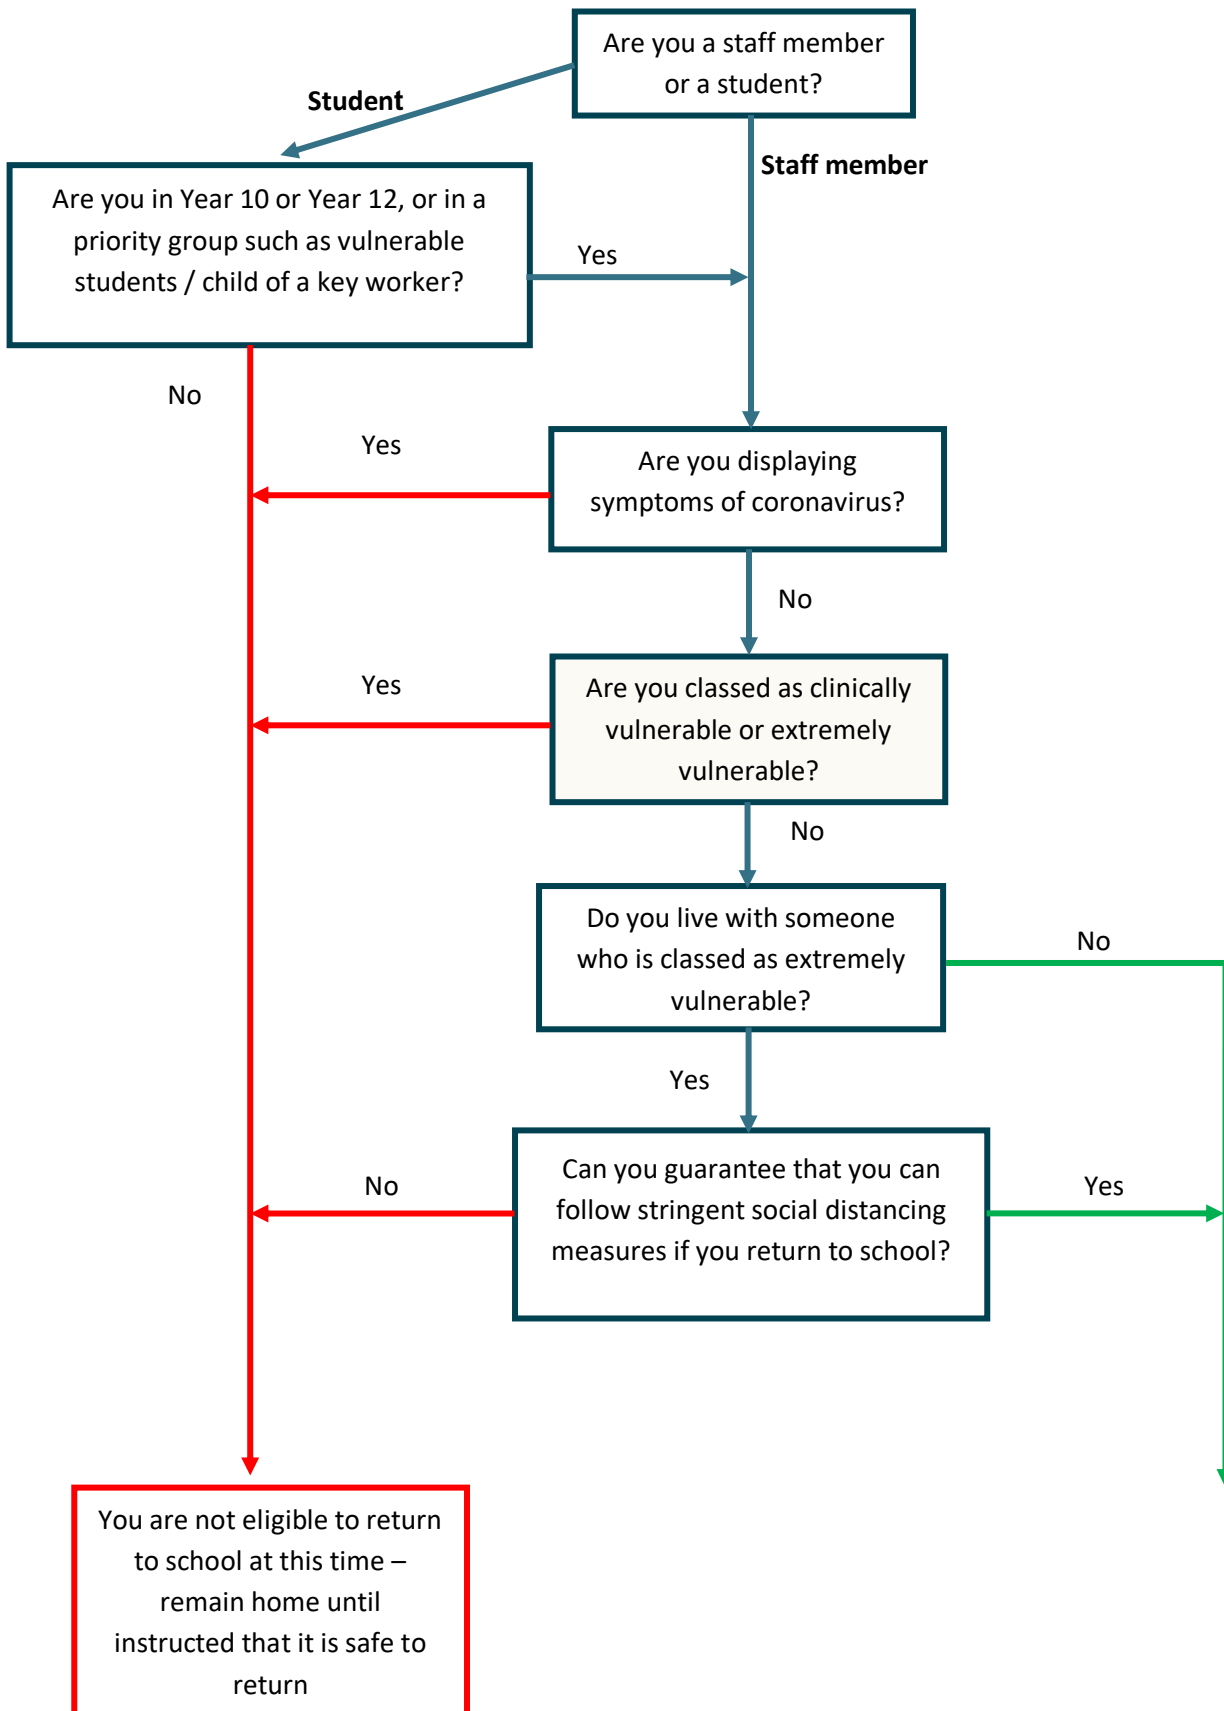 Are you a staff member
or a student?
Student
Staff member
Are you in Year 10 or Year 12, or in a
priority group such as vulnerable
students / child of a key worker?
Yes
No
Yes
Are you displaying
symptoms of coronavirus?
No
Yes
Are you classed as clinically
vulnerable or extremely
vulnerable?
No
Do you live with someone
who is classed as extremely
vulnerable?
No
Yes
No
Can you guarantee that you can
follow stringent social distancing
measures if you return to school?
Yes
You are not eligible to return
to school at this time –
remain home until
instructed that it is safe to
return